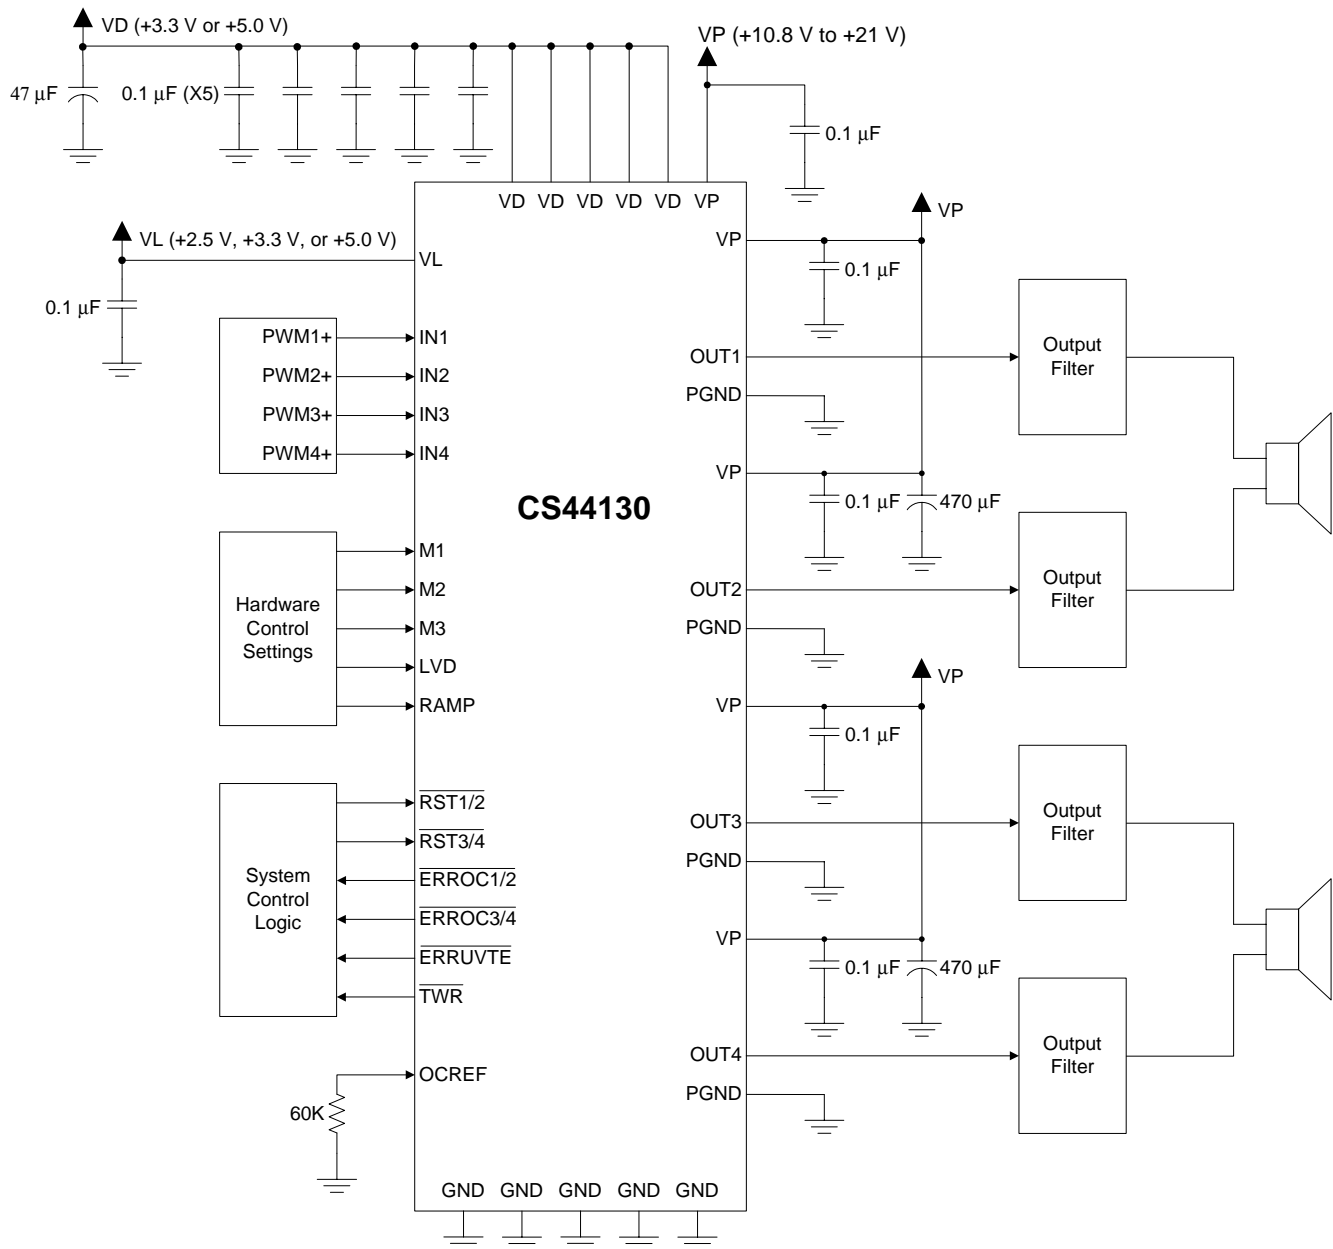 VD (+3.3 V or +5.0 V)
VP (+10.8 V to +21 V)
47 µF
0.1 µF (X5)
0.1 µF
VD VD VD VD VD VP
VL (+2.5 V, +3.3 V, or +5.0 V)
VL
0.1 µF
VP
VP
0.1 µF
PWM1+
PWM2+
PWM3+
PWM4+
IN1
IN2
IN3
IN4
OUT1
PGND
Output
Filter
VP
0.1 µF
470 µF
CS44130
Hardware
Control
Settings
M1
M2
M3
LVD
RAMP
OUT2
PGND
Output
Filter
VP
VP
0.1 µF
System
Control
Logic
RST1/2
RST3/4
ERROC1/2
ERROC3/4
ERRUVTE
TWR
OUT3
PGND
Output
Filter
VP
0.1 µF
470 µF
OUT4
PGND
Output
Filter
OCREF
60K
GND GND GND GND GND